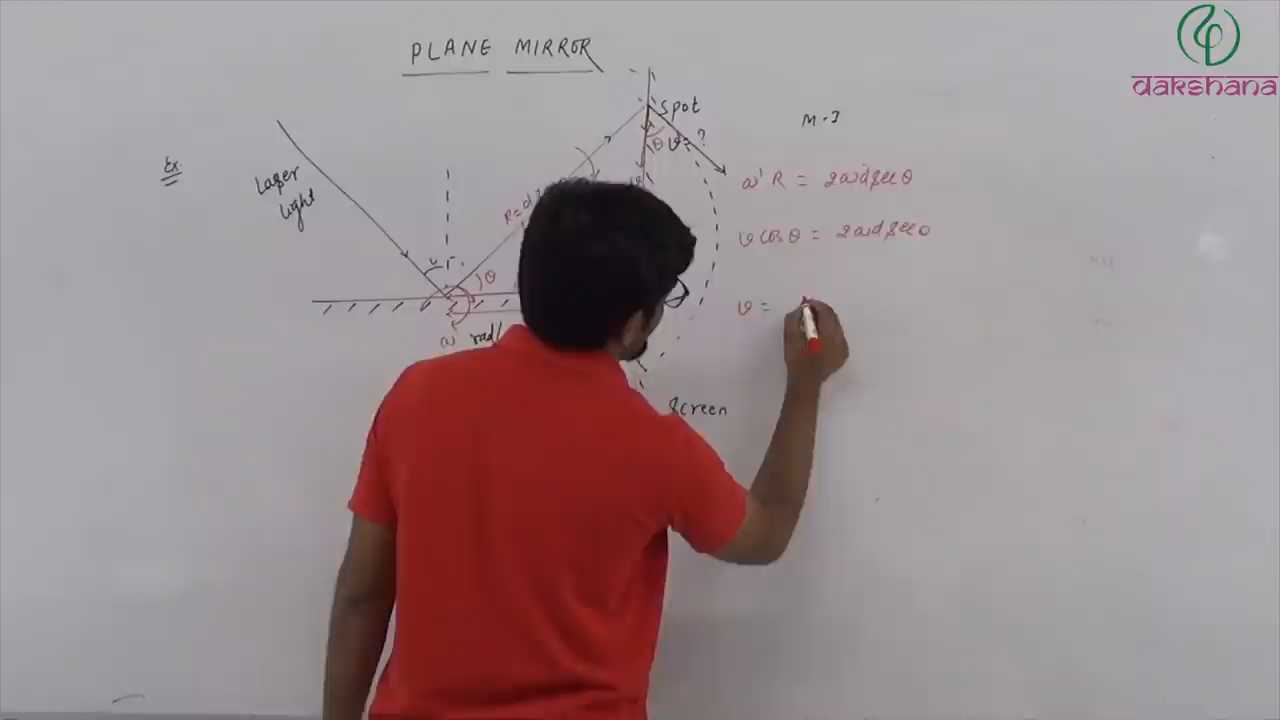 dakshana
PLANE MIRROR
Spot
M-I
Ex
Laser
light
θ v = ?
R = d
r
θ
ω' R = 2ωd secθ
v cosθ = 2ωd secθ
v =
ω rad/
Screen